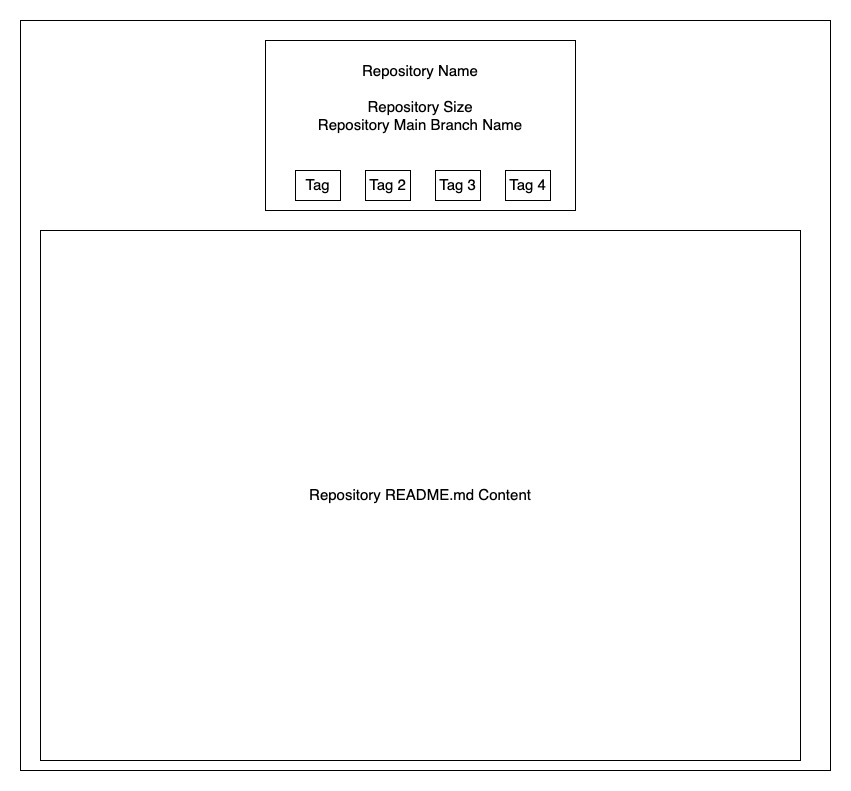 Repository Name
Repository Size
Repository Main Branch Name
Tag
Tag 2
Tag 3
Tag 4
Repository README.md Content